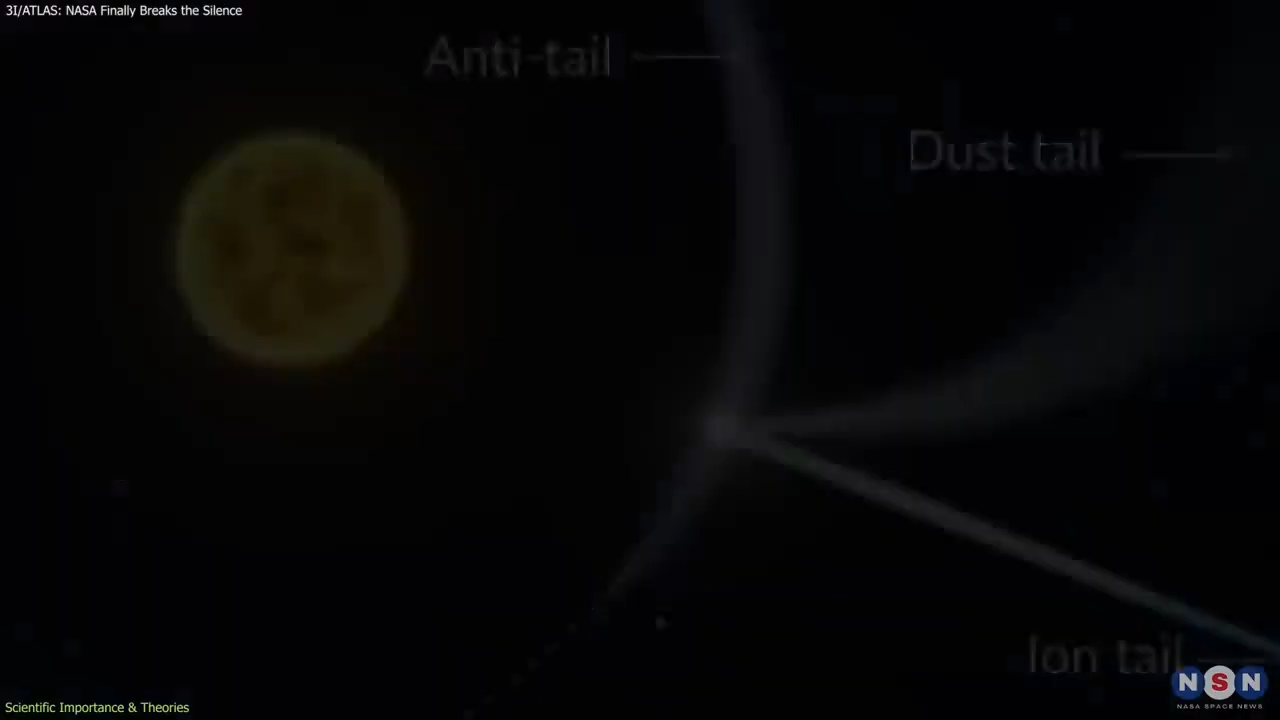 3I/ATLAS: NASA Finally Breaks the Silence
Anti-tail
Dust tail
Ion tail
NSN
NASA SPACE NEWS
Scientific Importance & Theories